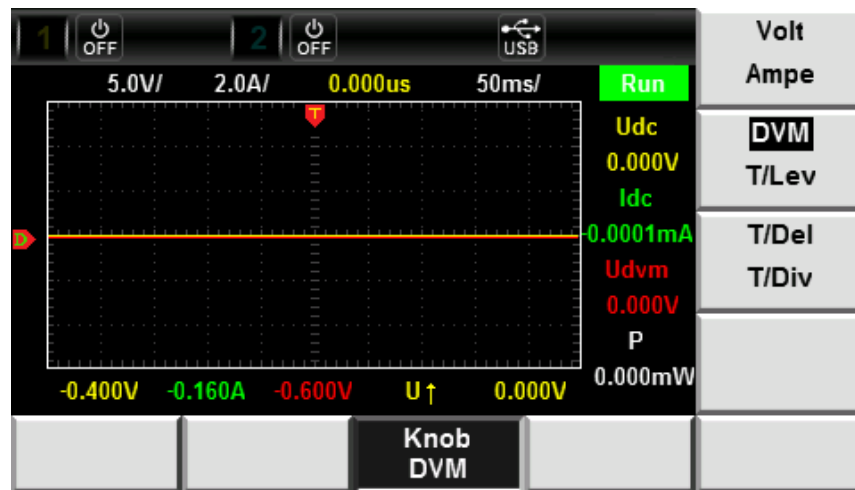 1 OFF 2 OFF USB
5.0V/ 2.0A/ 0.000us 50ms/ Run
T
D
Udc
0.000V
Idc
-0.0001mA
Udvm
0.000V
P
0.000mW
-0.400V -0.160A -0.600V U↑ 0.000V
Volt
Ampe
DVM
T/Lev
T/Del
T/Div
Knob
DVM